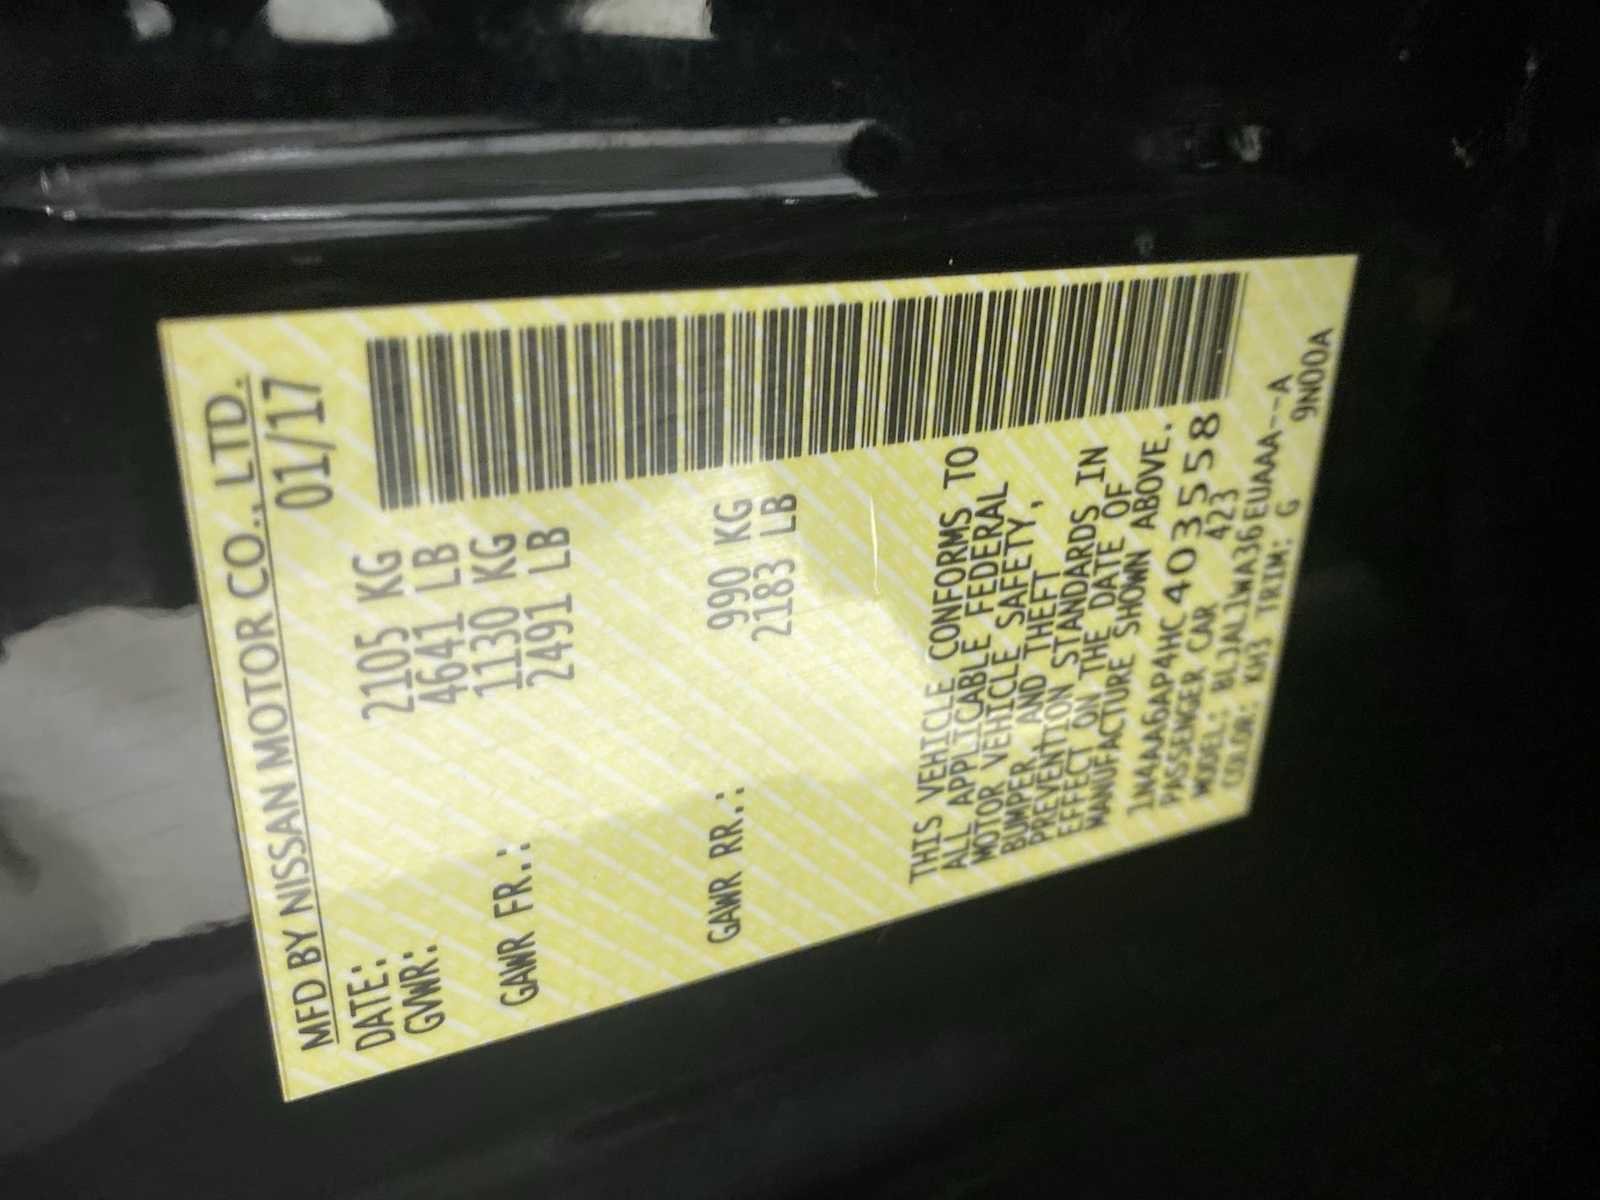 MFD BY NISSAN MOTOR CO., LTD.
DATE: 01/17
GVWR: 2105 KG
4641 LB
GAWR FR.: 1130 KG
2491 LB
GAWR RR.: 990 KG
2183 LB
THIS VEHICLE CONFORMS TO
ALL APPLICABLE FEDERAL
MOTOR VEHICLE SAFETY,
BUMPER, AND THEFT
PREVENTION STANDARDS IN
EFFECT ON THE DATE OF
MANUFACTURE SHOWN ABOVE.
1N4AA6AP4HC403558
PASSENGER CAR 423
MODEL: BLJALJWA36EUAAA--A
COLOR: KH3 TRIM: G 9N00A